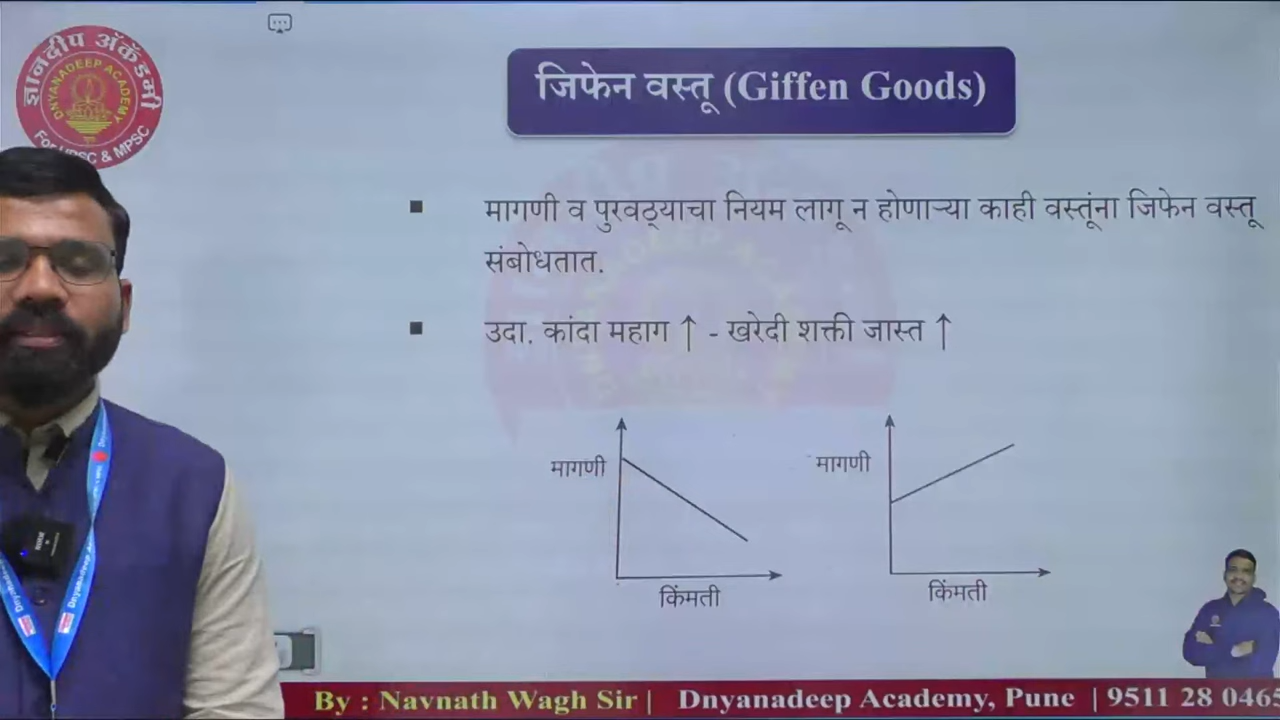 ज्ञानदीप अ‍ॅकॅडमी
DNYANADEEP ACADEMY
For UPSC & MPSC
जिफेन वस्तू (Giffen Goods)
मागणी व पुरवठ्याचा नियम लागू न होणाऱ्या काही वस्तूंना जिफेन वस्तू
संबोधतात.
उदा. कांदा महाग ↑ - खरेदी शक्ती जास्त ↑
मागणी
किंमती
मागणी
किंमती
By : Navnath Wagh Sir | Dnyanadeep Academy, Pune | 9511 28 0465